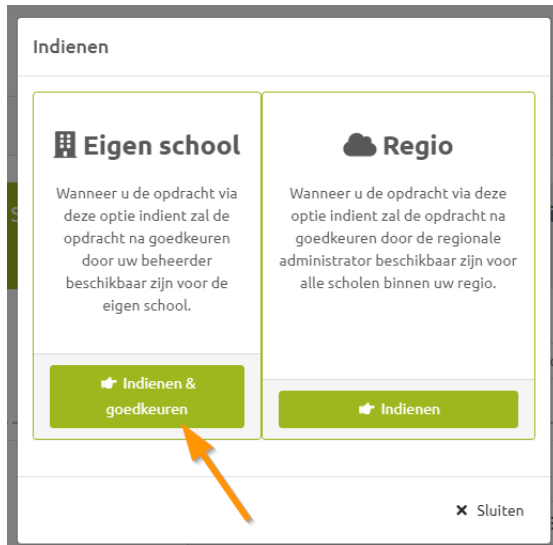 Indienen
Eigen school
Wanneer u de opdracht via
deze optie indient zal de
opdracht na goedkeuren
door uw beheerder
beschikbaar zijn voor de
eigen school.
Indienen &
goedkeuren
Regio
Wanneer u de opdracht via deze
optie indient zal de opdracht na
goedkeuren door de regionale
administrator beschikbaar zijn voor
alle scholen binnen uw regio.
Indienen
Sluiten